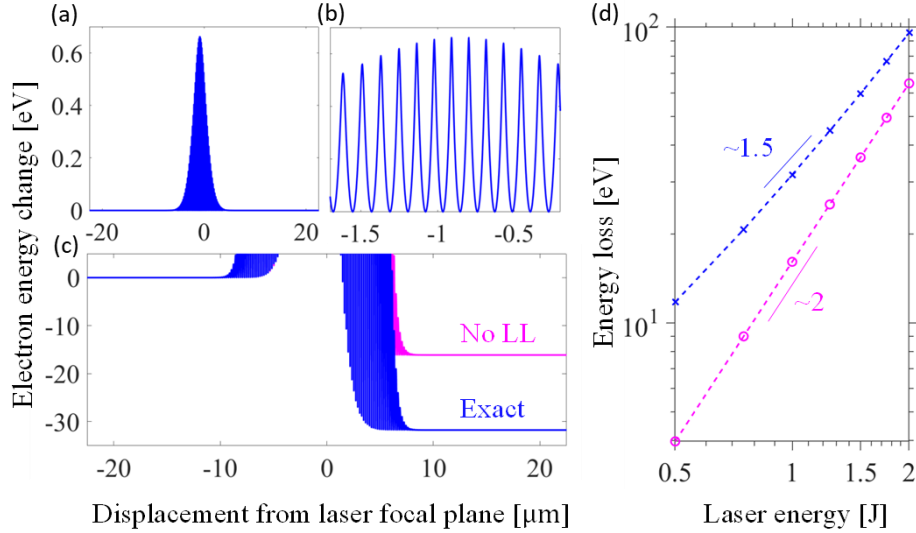 (a)
(b)
(d)
Electron energy change [eV]
0.6
0.4
0.2
0
-20
0
20
-1.5
-1
-0.5
(c)
0
-10
-20
-30
No LL
Exact
-20
-10
0
10
20
Displacement from laser focal plane [μm]
Energy loss [eV]
10²
10¹
~1.5
~2
0.5
1
1.5
2
Laser energy [J]